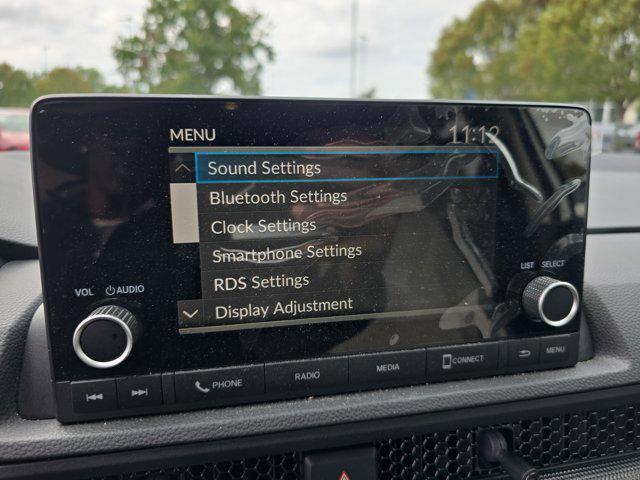 MENU 11:12
Sound Settings
Bluetooth Settings
Clock Settings
Smartphone Settings
RDS Settings
Display Adjustment
VOL AUDIO
LIST SELECT
PHONE RADIO MEDIA CONNECT MENU